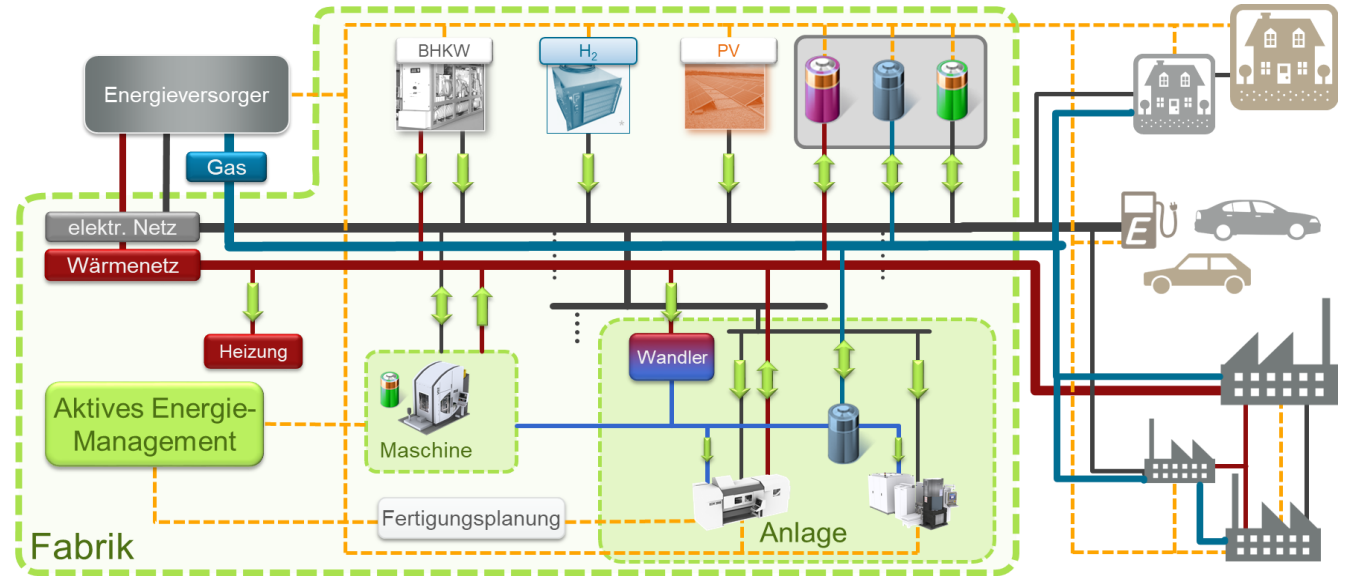 BHKW
H₂
PV
Energieversorger
Gas
elektr. Netz
Wärmenetz
E
Heizung
Wandler
Aktives Energie-
Management
Maschine
Fertigungsplanung
Anlage
Fabrik